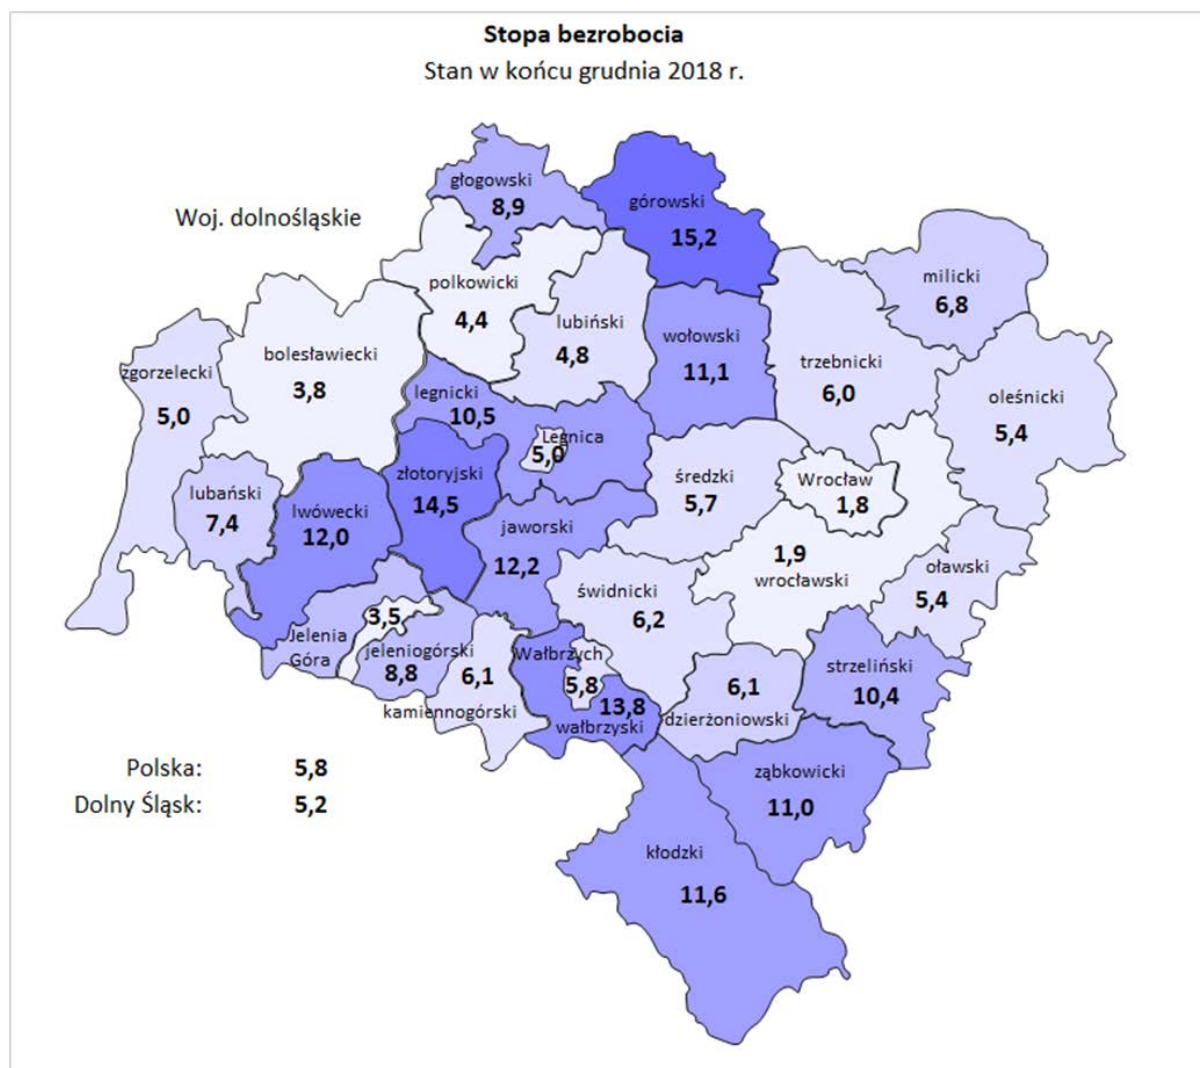 Stopa bezrobocia
Stan w końcu grudnia 2018 r.
Woj. dolnośląskie
głogowski
8,9
górowski
15,2
milicki
6,8
polkowicki
4,4
lubiński
4,8
wołowski
11,1
trzebnicki
6,0
oleśnicki
5,4
zgorzelecki
5,0
bolesławiecki
3,8
legnicki
10,5
Legnica
5,0
złotoryjski
14,5
średzki
5,7
Wrocław
1,8
lubański
7,4
lwówecki
12,0
jaworski
12,2
1,9
wrocławski
oławski
5,4
świdnicki
6,2
3,5
Jelenia
Góra
jeleniogórski
8,8
6,1
kamiennogórski
Wałbrzych
5,8
13,8
wałbrzyski
6,1
dzierżoniowski
strzeliński
10,4
ząbkowicki
11,0
kłodzki
11,6
Polska: 5,8
Dolny Śląsk: 5,2